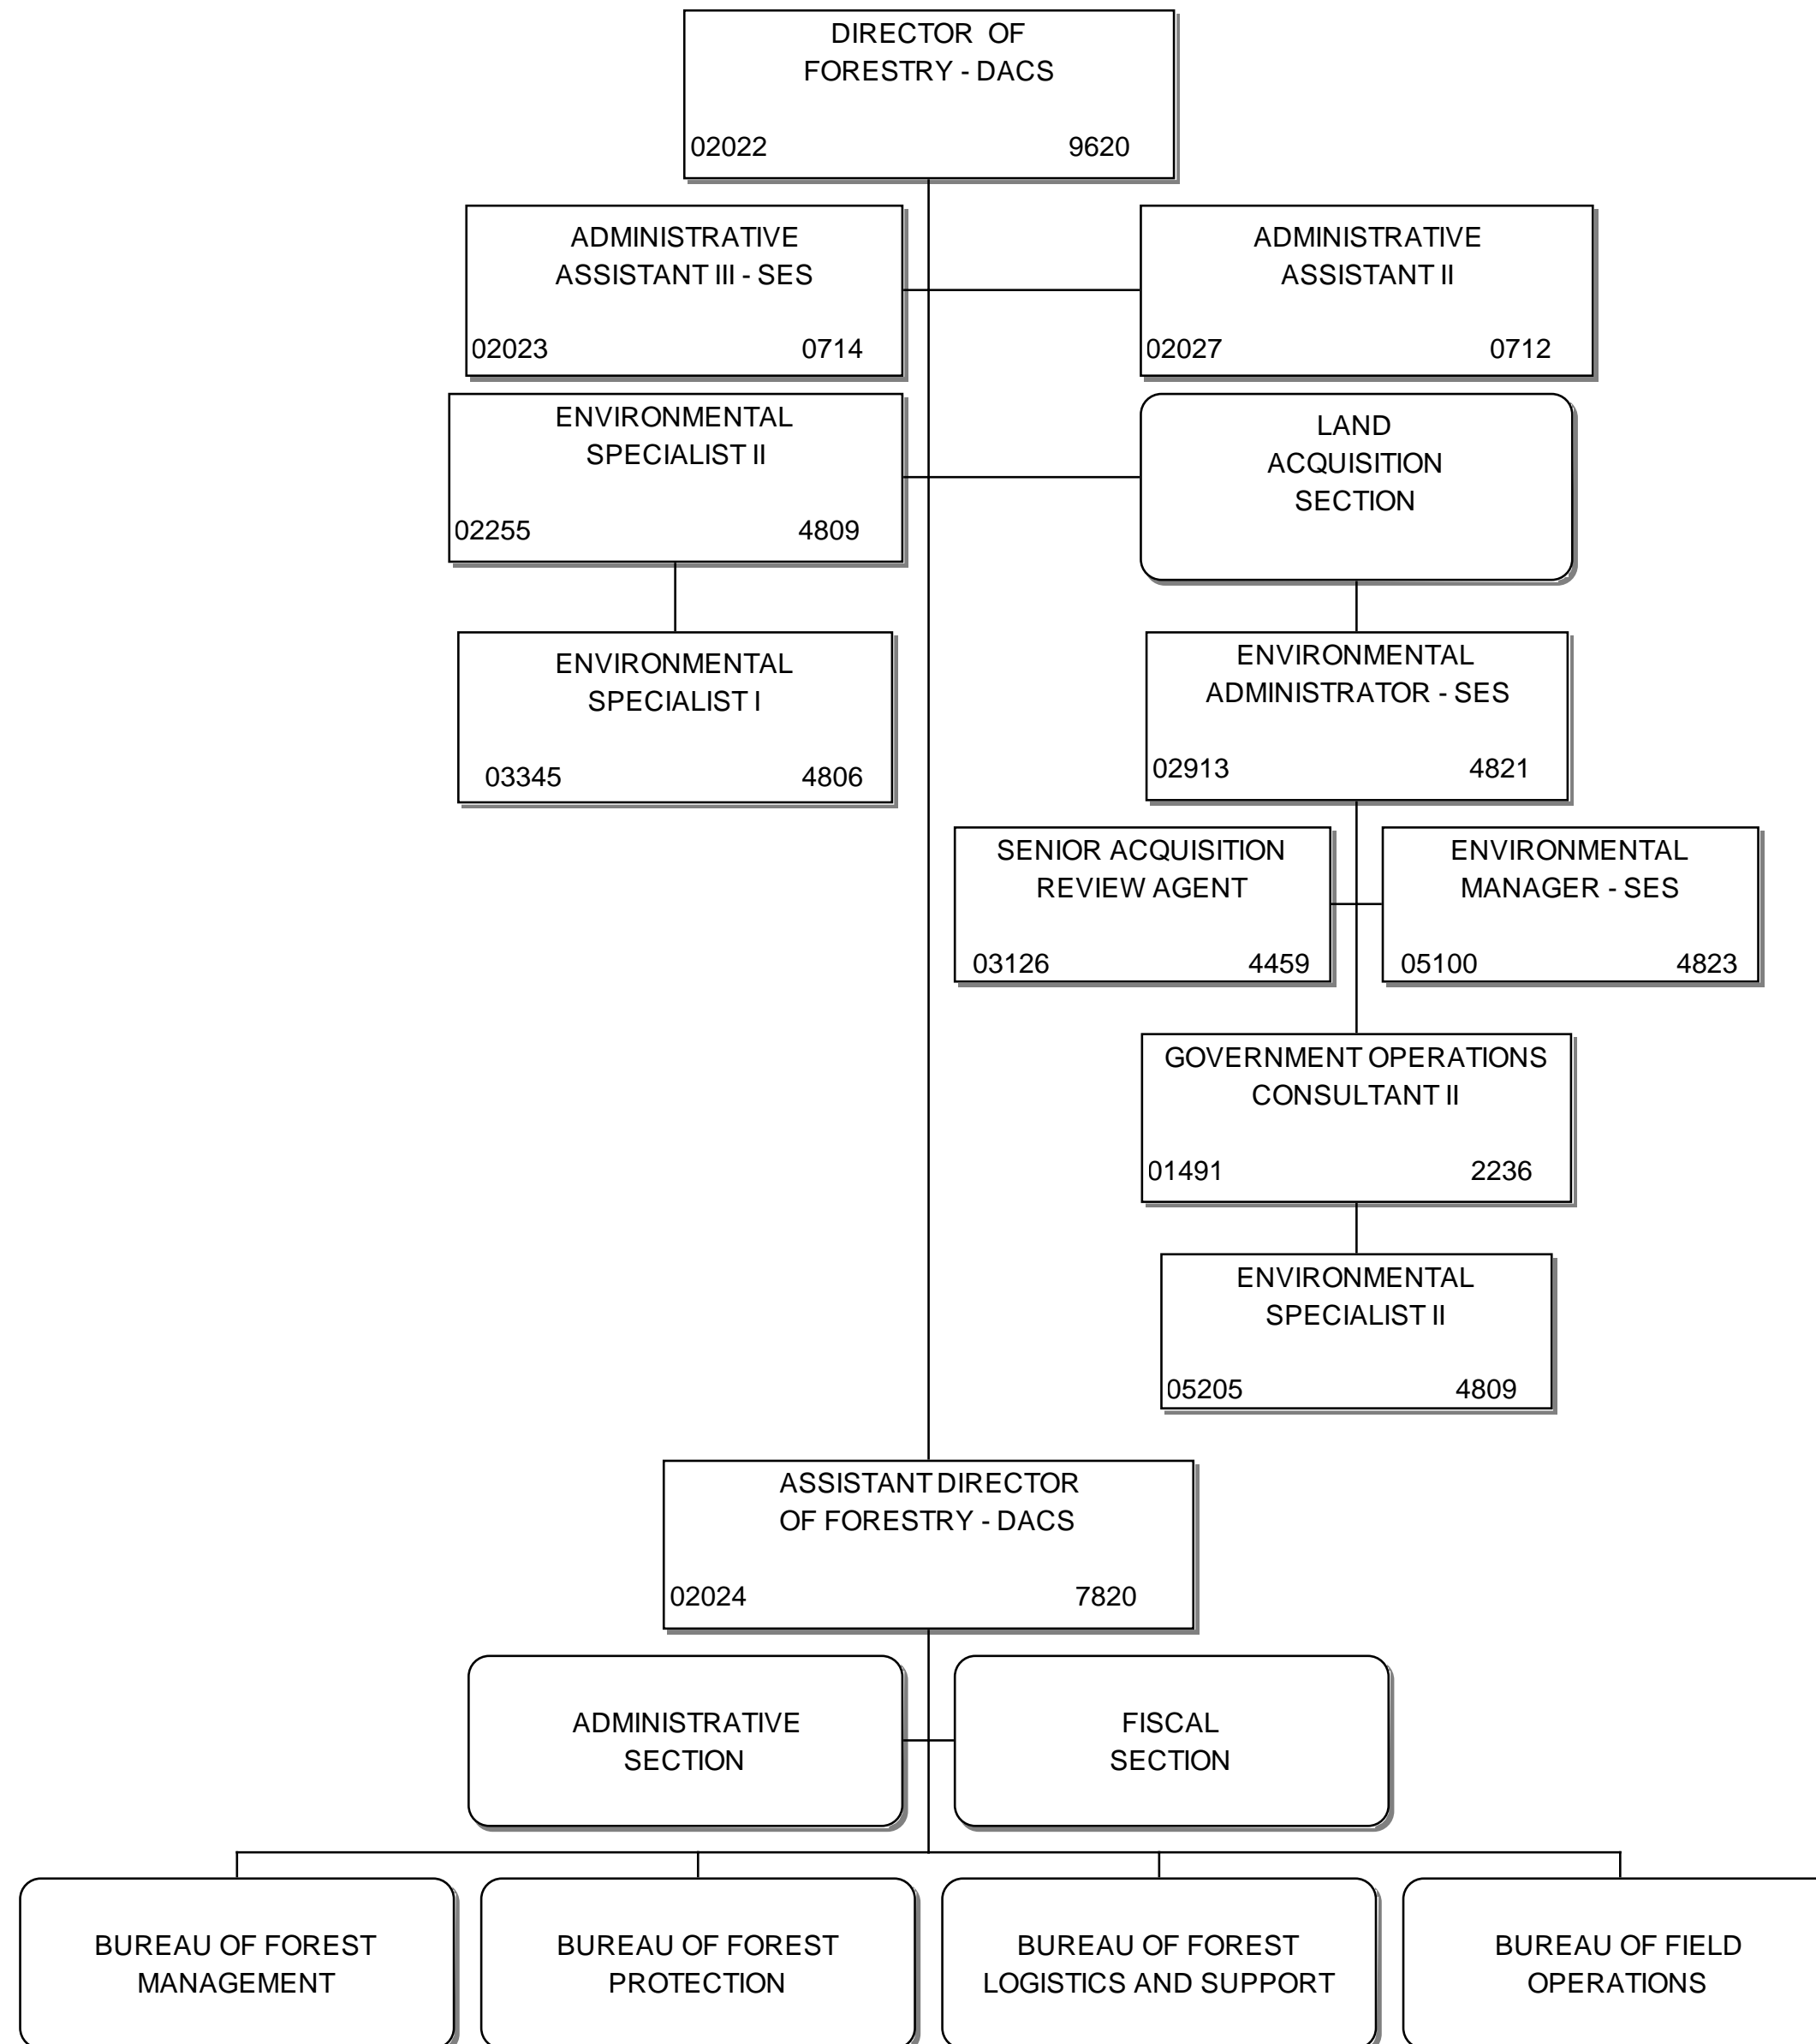 DIRECTOR OF
FORESTRY - DACS
02022 9620
ADMINISTRATIVE
ASSISTANT III - SES
02023 0714
ADMINISTRATIVE
ASSISTANT II
02027 0712
ENVIRONMENTAL
SPECIALIST II
02255 4809
LAND
ACQUISITION
SECTION
ENVIRONMENTAL
SPECIALIST I
03345 4806
ENVIRONMENTAL
ADMINISTRATOR - SES
02913 4821
SENIOR ACQUISITION
REVIEW AGENT
03126 4459
ENVIRONMENTAL
MANAGER - SES
05100 4823
GOVERNMENT OPERATIONS
CONSULTANT II
01491 2236
ENVIRONMENTAL
SPECIALIST II
05205 4809
ASSISTANT DIRECTOR
OF FORESTRY - DACS
02024 7820
ADMINISTRATIVE
SECTION
FISCAL
SECTION
BUREAU OF FOREST
MANAGEMENT
BUREAU OF FOREST
PROTECTION
BUREAU OF FOREST
LOGISTICS AND SUPPORT
BUREAU OF FIELD
OPERATIONS